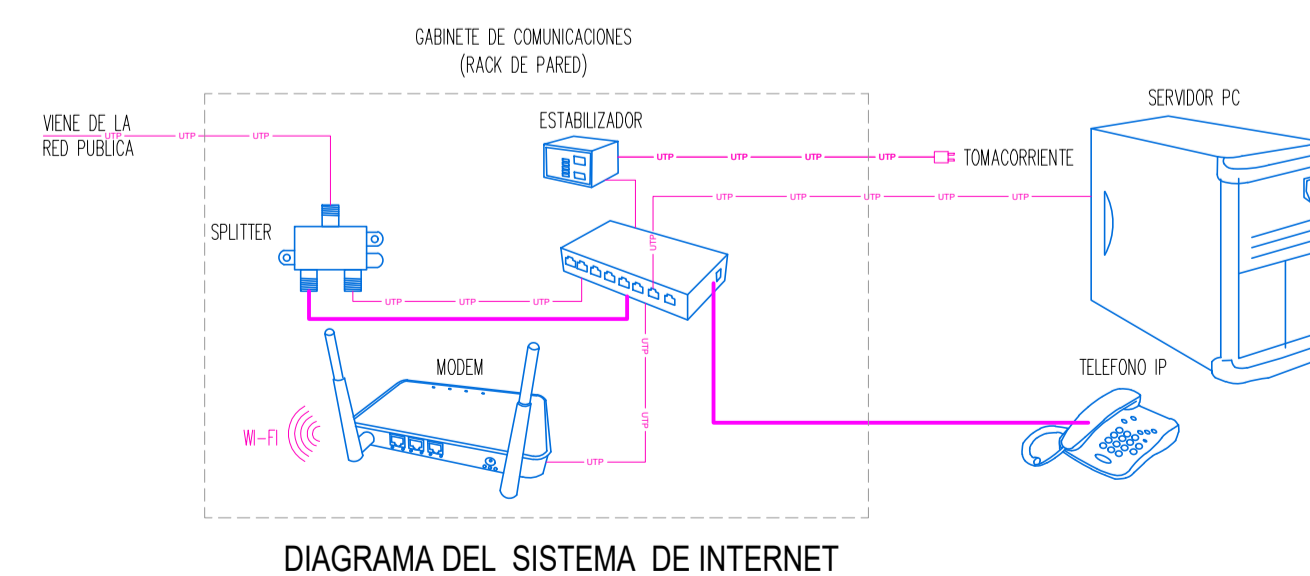 GABINETE DE COMUNICACIONES
(RACK DE PARED)
SERVIDOR PC
VIENE DE LA
RED PUBLICA
UTP UTP UTP
ESTABILIZADOR
UTP UTP UTP UTP
TOMACORRIENTE
UTP UTP UTP UTP UTP
SPLITTER
UTP
UTP UTP UTP
UTP
MODEM
TELEFONO IP
UTP
WI-FI
UTP
DIAGRAMA DEL SISTEMA DE INTERNET